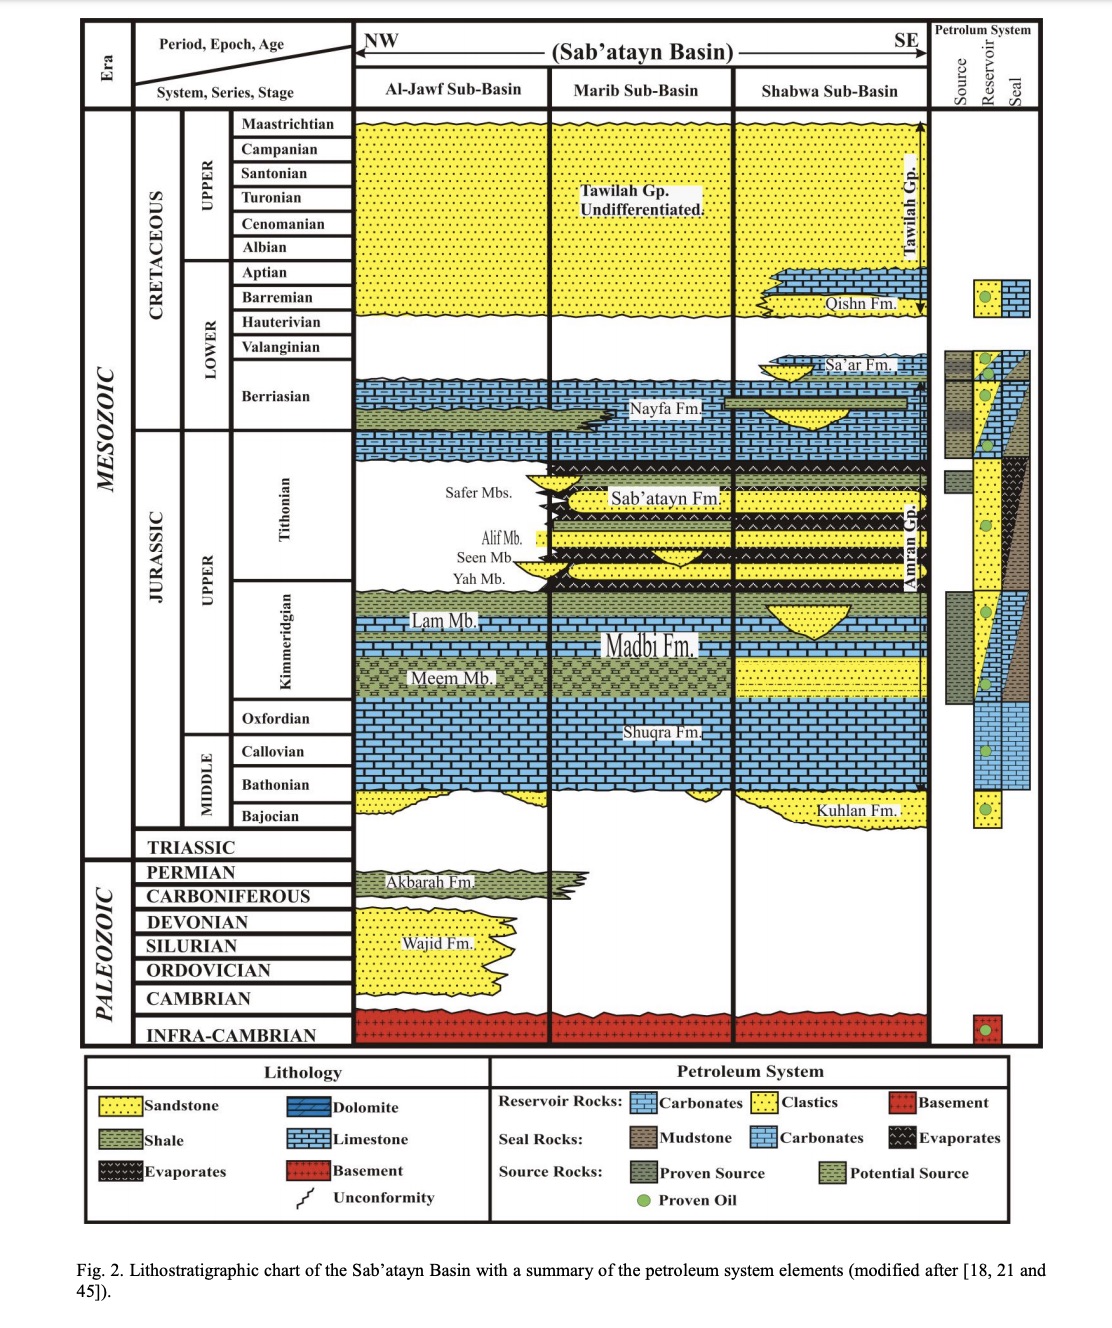 Era
Period, Epoch, Age
System, Series, Stage
NW
(Sab'atayn Basin)
SE
Al-Jawf Sub-Basin
Marib Sub-Basin
Shabwa Sub-Basin
Petrolum System
Source
Reservoir
Seal
MESOZOIC
CRETACEOUS
UPPER
Maastrichtian
Campanian
Santonian
Turonian
Cenomanian
Albian
LOWER
Aptian
Barremian
Hauterivian
Valanginian
Berriasian
JURASSIC
UPPER
Tithonian
Kimmeridgian
Oxfordian
MIDDLE
Callovian
Bathonian
Bajocian
TRIASSIC
PALEOZOIC
PERMIAN
CARBONIFEROUS
DEVONIAN
SILURIAN
ORDOVICIAN
CAMBRIAN
INFRA-CAMBRIAN
Tawilah Gp.
Undifferentiated.
Tawilah Gp.
Qishn Fm.
Sa'ar Fm.
Nayfa Fm.
Safer Mbs.
Sab'atayn Fm.
Alif Mb.
Seen Mb.
Yah Mb.
Amran Gp.
Lam Mb.
Madbi Fm.
Meem Mb.
Shuqra Fm.
Kuhlan Fm.
Akbarah Fm.
Wajid Fm.
Lithology
Sandstone
Dolomite
Shale
Limestone
Evaporates
Basement
Unconformity
Petroleum System
Reservoir Rocks: Carbonates Clastics Basement
Seal Rocks: Mudstone Carbonates Evaporates
Source Rocks: Proven Source Potential Source
Proven Oil
Fig. 2. Lithostratigraphic chart of the Sab'atayn Basin with a summary of the petroleum system elements (modified after [18, 21 and
45]).